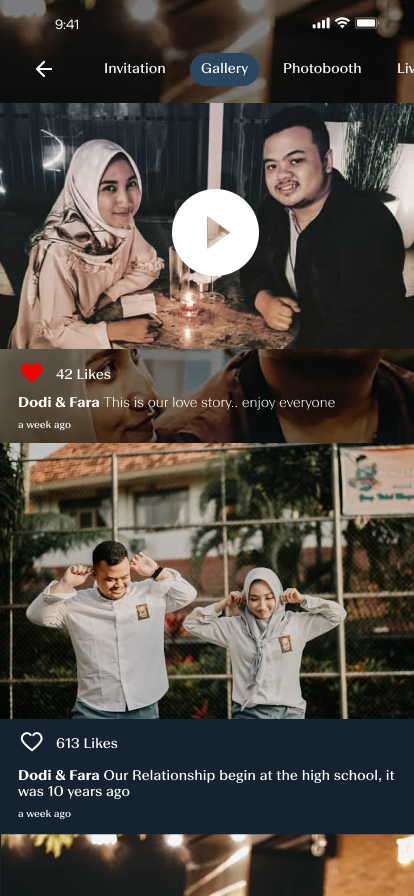 9:41
Invitation Gallery Photobooth Liv
42 Likes
Dodi & Fara This is our love story.. enjoy everyone
a week ago
613 Likes
Dodi & Fara Our Relationship begin at the high school, it
was 10 years ago
a week ago